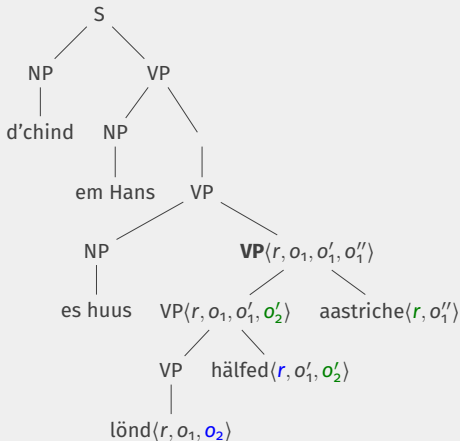 S
NP VP
d'chind NP
em Hans VP
NP VP⟨r, o₁, o₁′, o₁″⟩
es huus VP⟨r, o₁, o₁′, o₂′⟩ aastriche⟨r, o₁″⟩
VP hälfed⟨r, o₁′, o₂′⟩
lönd⟨r, o₁, o₂⟩